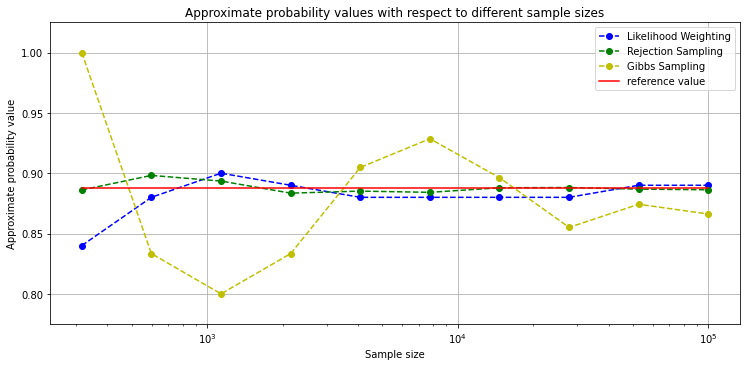 Approximate probability values with respect to different sample sizes
Approximate probability value
1.00
0.95
0.90
0.85
0.80
Likelihood Weighting
Rejection Sampling
Gibbs Sampling
reference value
10³
10⁴
10⁵
Sample size